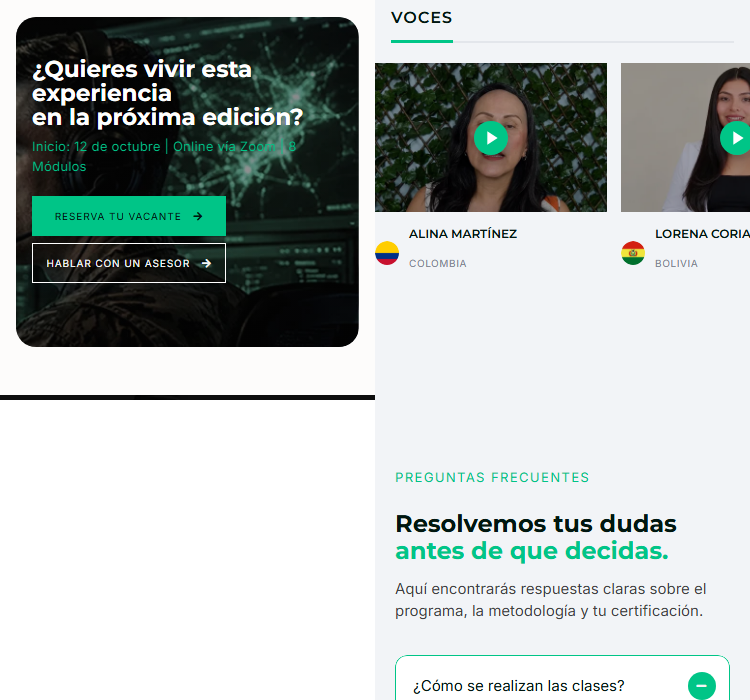 ¿Quieres vivir esta
experiencia
en la próxima edición?
Inicio: 12 de octubre | Online vía Zoom | 8
Módulos
RESERVA TU VACANTE
HABLAR CON UN ASESOR
VOCES
ALINA MARTÍNEZ
COLOMBIA
LORENA CORIA
BOLIVIA
PREGUNTAS FRECUENTES
Resolvemos tus dudas
antes de que decidas.
Aquí encontrarás respuestas claras sobre el
programa, la metodología y tu certificación.
¿Cómo se realizan las clases?